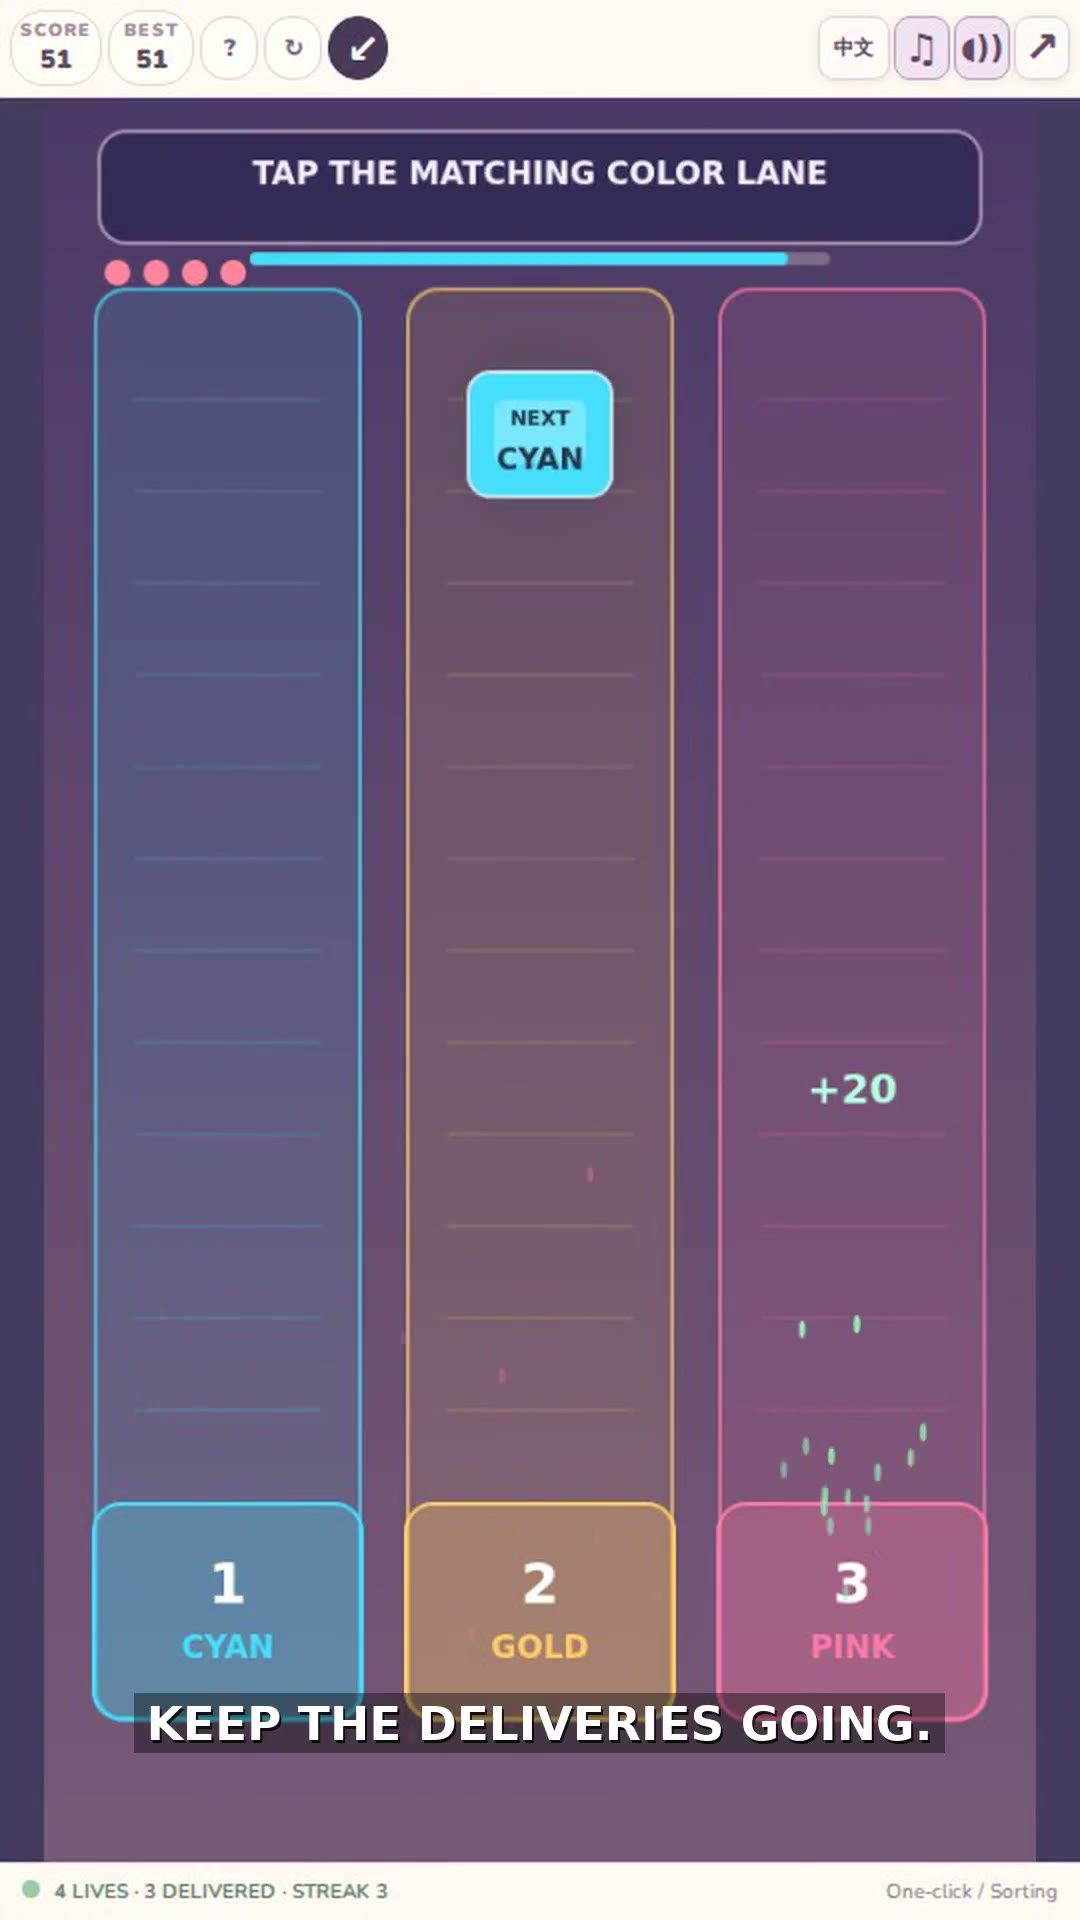 SCORE
51
BEST
51
?
中文
TAP THE MATCHING COLOR LANE
NEXT
CYAN
+20
1
CYAN
2
GOLD
3
PINK
KEEP THE DELIVERIES GOING.
4 LIVES · 3 DELIVERED · STREAK 3
One-click / Sorting